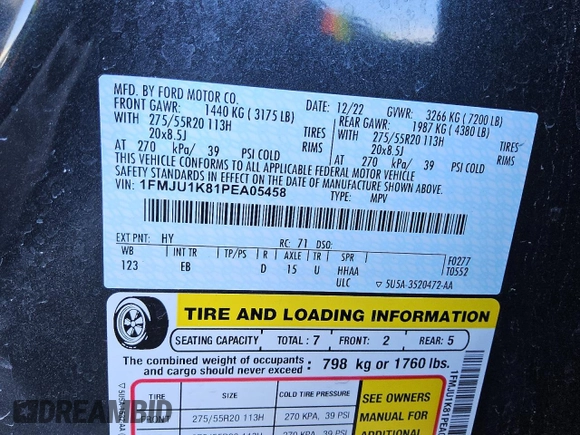 MFD. BY FORD MOTOR CO.
DATE: 12/22 GVWR: 3266 KG ( 7200 LB)
FRONT GAWR: 1440 KG ( 3175 LB) REAR GAWR: 1987 KG ( 4380 LB)
WITH 275/55R20 113H TIRES WITH 275/55R20 113H TIRES
20x8.5J RIMS 20x8.5J RIMS
AT 270 kPa/ 39 PSI COLD AT 270 kPa/ 39 PSI COLD
THIS VEHICLE CONFORMS TO ALL APPLICABLE FEDERAL MOTOR VEHICLE
SAFETY STANDARDS IN EFFECT ON THE DATE OF MANUFACTURE SHOWN ABOVE.
VIN: 1FMJU1K81PEA05458
TYPE: MPV
EXT PNT: HY RC: 71 DSO:
WB INT TR TP/PS R AXLE TR SPR F0277
123 EB D 15 U HHAA T0552
ULC ▽ 5U5A-3520472-AA
TIRE AND LOADING INFORMATION
SEATING CAPACITY TOTAL : 7 FRONT: 2 REAR: 5
The combined weight of occupants
and cargo should never exceed : 798 kg or 1760 lbs.
TIRE SIZE COLD TIRE PRESSURE
FRONT 275/55R20 113H 270 KPA, 39 PSI
SEE OWNERS
MANUAL FOR
ADDITIONAL
1FMJU1K81PEA0
DREAMBID